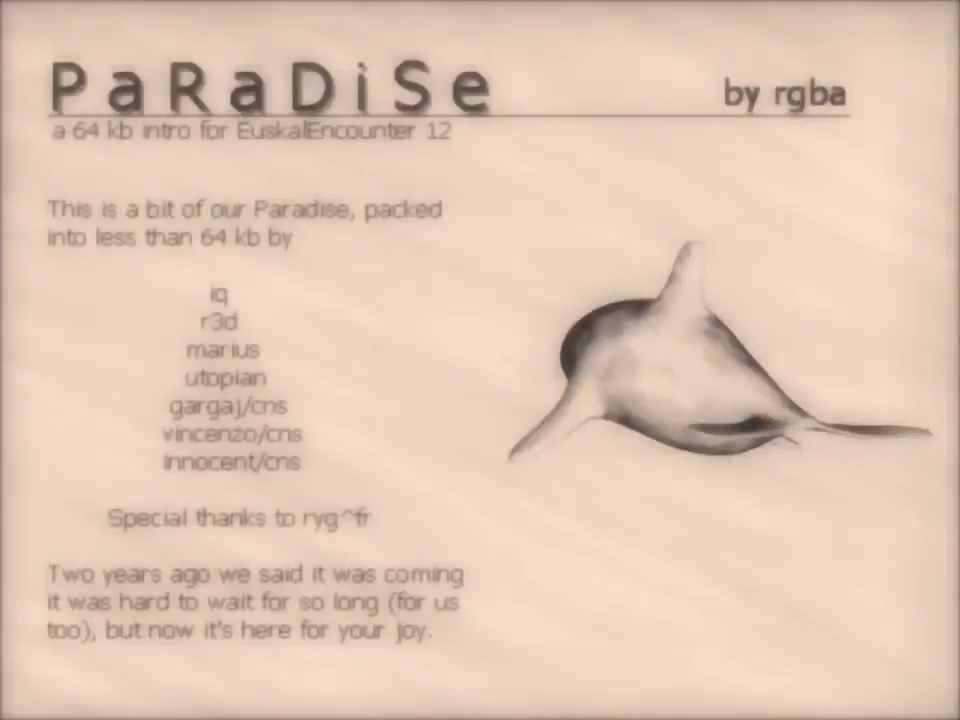 PaRaDiSe by rgba
a 64 kb intro for EuskalEncounter 12
This is a bit of our Paradise, packed
into less than 64 kb by
iq
r3d
marius
utopian
gargaj/cns
vincenzo/cns
innocent/cns
Special thanks to ryg^fr
Two years ago we said it was coming
it was hard to wait for so long (for us
too), but now it's here for your joy.